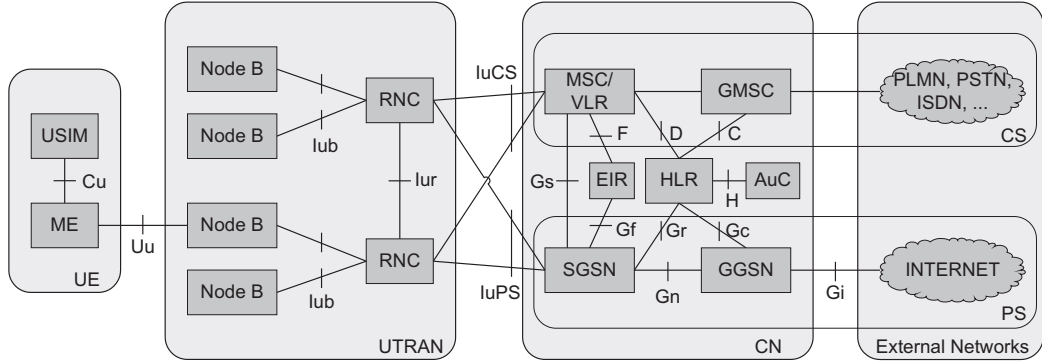 Node B
Node B
Iub
RNC
Iur
USIM
Cu
ME
UE
Uu
Node B
Node B
Iub
RNC
UTRAN
IuCS
IuPS
MSC/
VLR
GMSC
F
D
C
Gs
EIR
HLR
H
AuC
Gf
Gr
Gc
SGSN
Gn
GGSN
Gi
CN
PLMN, PSTN,
ISDN, ...
CS
INTERNET
PS
External Networks